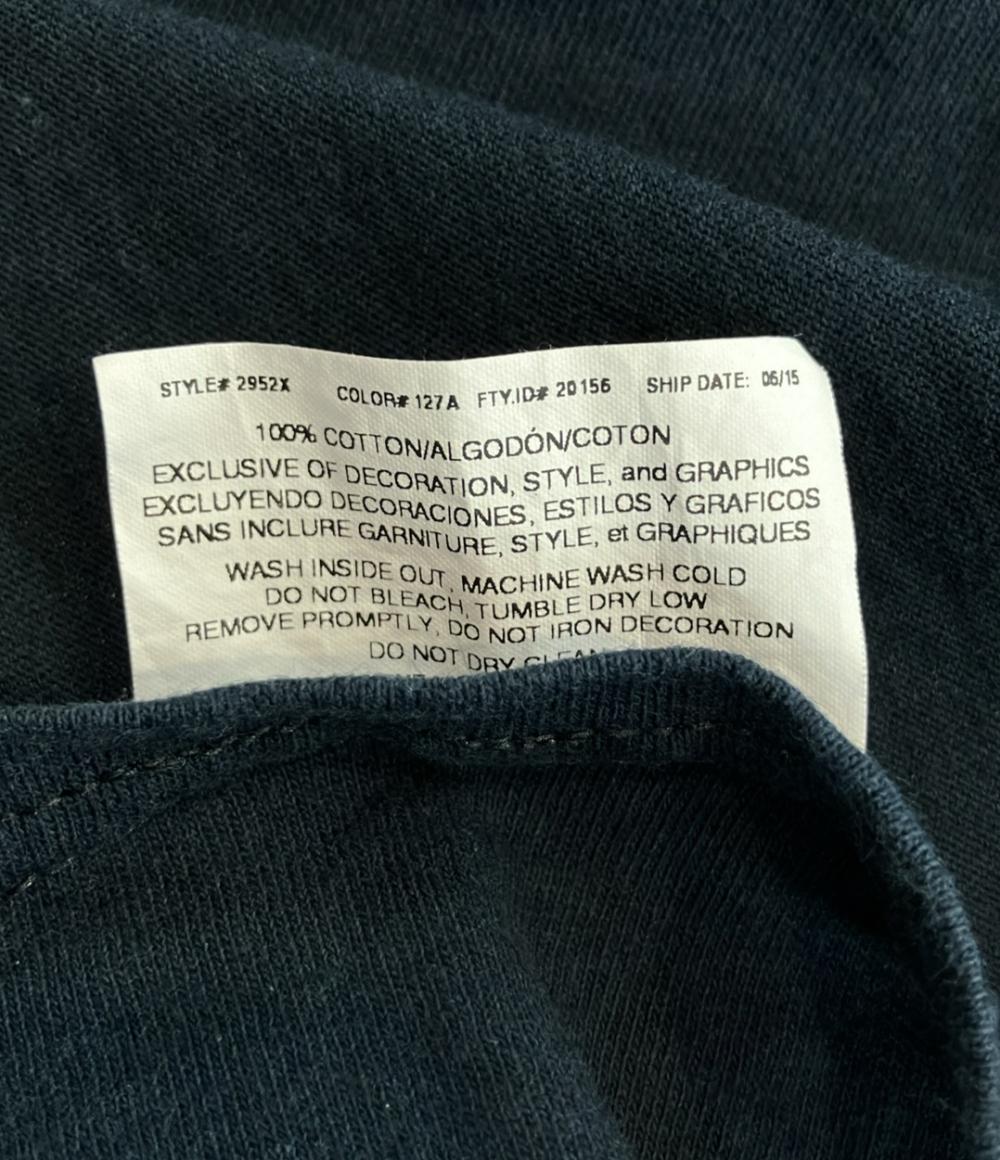 STYLE# 2952X COLOR# 127A FTY.ID# 20156 SHIP DATE: 06/15
100% COTTON/ALGODÓN/COTON
EXCLUSIVE OF DECORATION, STYLE, and GRAPHICS
EXCLUYENDO DECORACIONES, ESTILOS Y GRAFICOS
SANS INCLURE GARNITURE, STYLE, et GRAPHIQUES
WASH INSIDE OUT, MACHINE WASH COLD
DO NOT BLEACH, TUMBLE DRY LOW
REMOVE PROMPTLY, DO NOT IRON DECORATION
DO NOT DRY